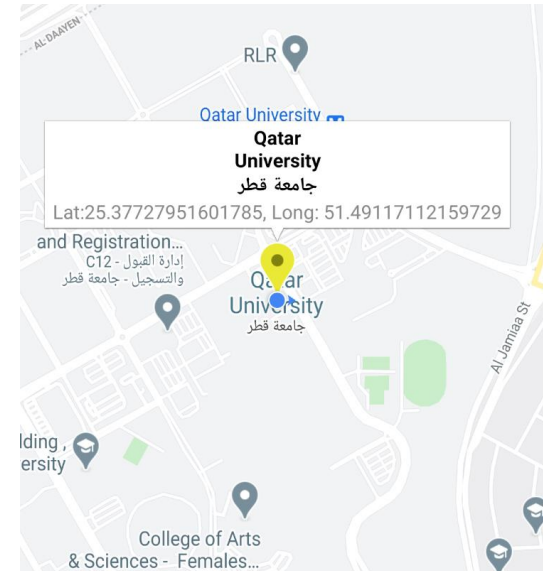 AL-DAAYEN
RLR
Qatar University
Qatar
University
جامعة قطر
Lat:25.37727951601785, Long: 51.49117112159729
and Registration...
C12 - إدارة القبول
والتسجيل - جامعة قطر
University
جامعة قطر
Al Jamiaa St
lding ,
ersity
College of Arts
& Sciences - Females...